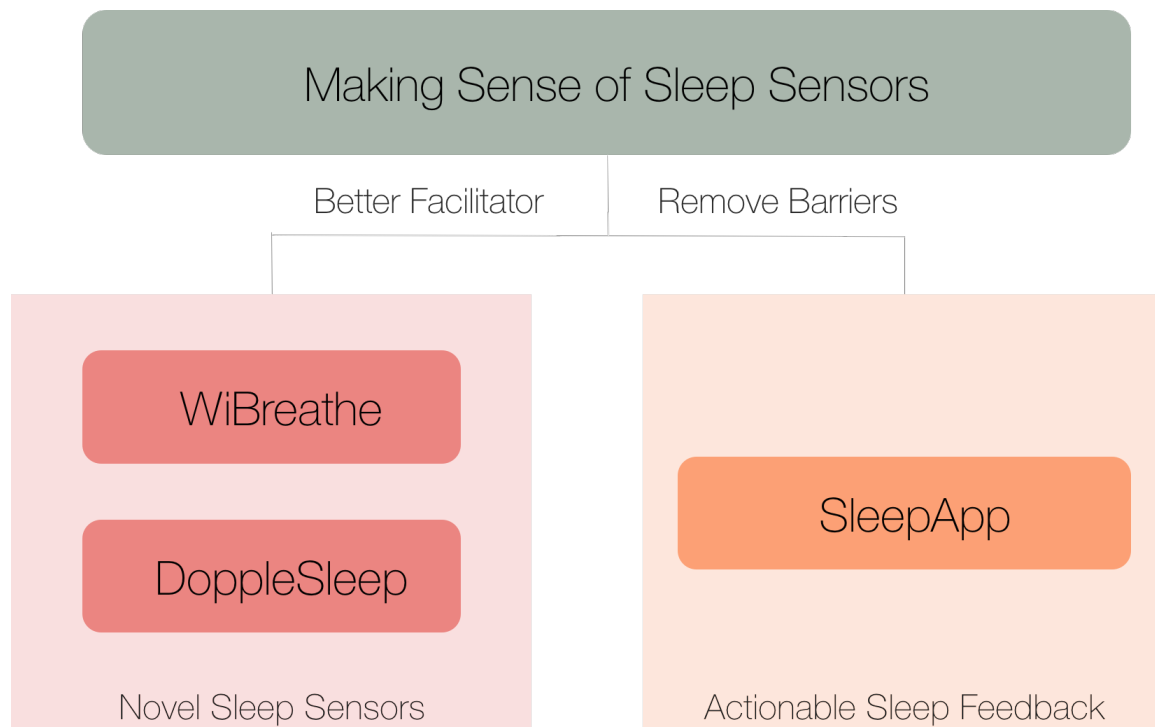 Making Sense of Sleep Sensors
Better Facilitator
Remove Barriers
WiBreathe
DoppleSleep
Novel Sleep Sensors
SleepApp
Actionable Sleep Feedback